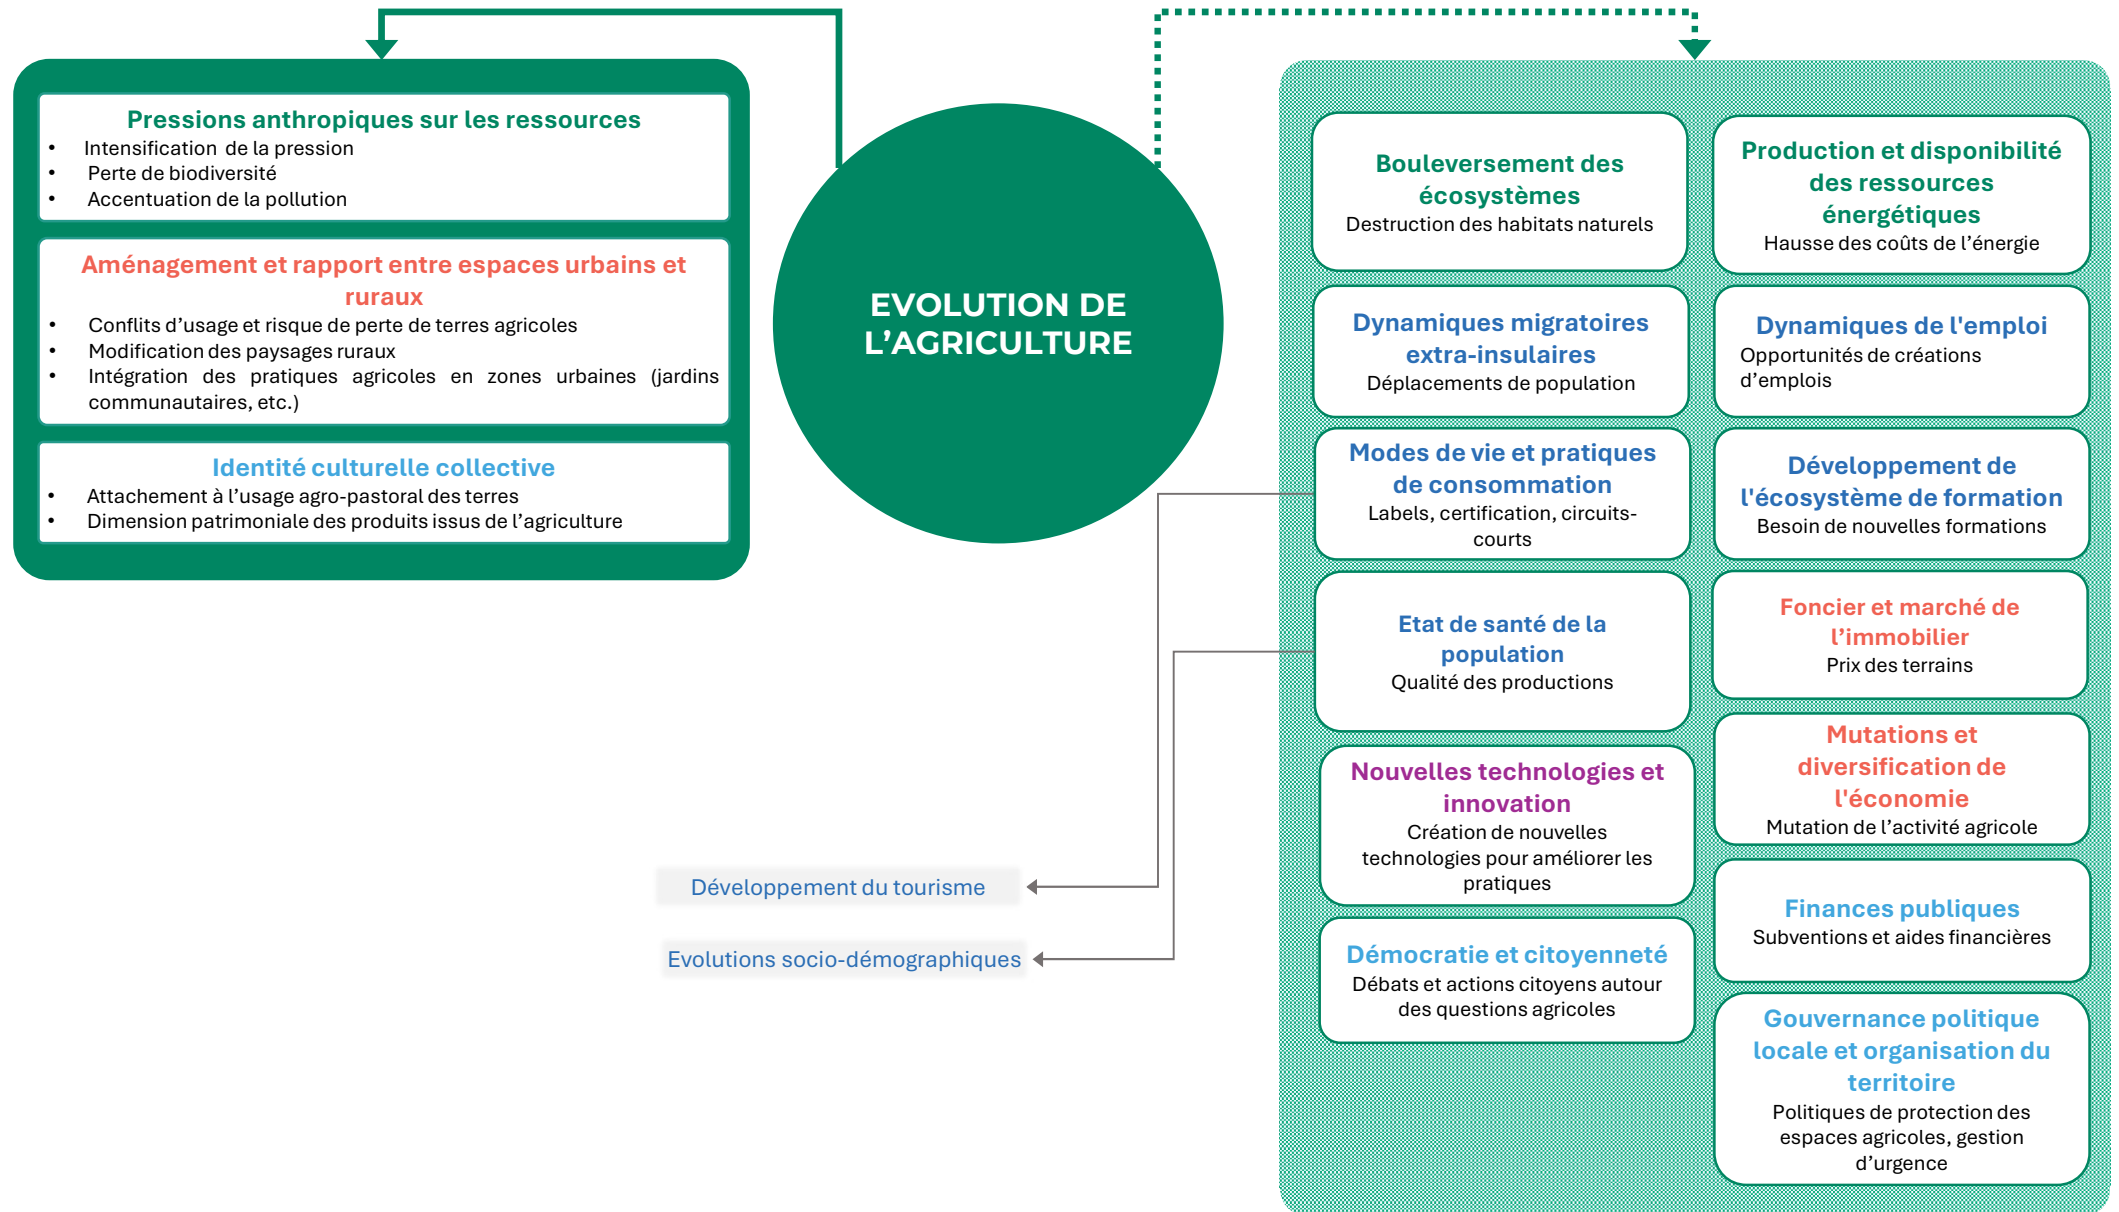 Pressions anthropiques sur les ressources
• Intensification de la pression
• Perte de biodiversité
• Accentuation de la pollution
Aménagement et rapport entre espaces urbains et
ruraux
• Conflits d’usage et risque de perte de terres agricoles
• Modification des paysages ruraux
• Intégration des pratiques agricoles en zones urbaines (jardins
communautaires, etc.)
Identité culturelle collective
• Attachement à l’usage agro-pastoral des terres
• Dimension patrimoniale des produits issus de l’agriculture
EVOLUTION DE
L’AGRICULTURE
Bouleversement des
écosystèmes
Destruction des habitats naturels
Production et disponibilité
des ressources
énergétiques
Hausse des coûts de l’énergie
Dynamiques migratoires
extra-insulaires
Déplacements de population
Dynamiques de l'emploi
Opportunités de créations
d’emplois
Modes de vie et pratiques
de consommation
Labels, certification, circuits-
courts
Développement de
l'écosystème de formation
Besoin de nouvelles formations
Etat de santé de la
population
Qualité des productions
Foncier et marché de
l’immobilier
Prix des terrains
Nouvelles technologies et
innovation
Création de nouvelles
technologies pour améliorer les
pratiques
Mutations et
diversification de
l'économie
Mutation de l’activité agricole
Démocratie et citoyenneté
Débats et actions citoyens autour
des questions agricoles
Finances publiques
Subventions et aides financières
Gouvernance politique
locale et organisation du
territoire
Politiques de protection des
espaces agricoles, gestion
d’urgence
Développement du tourisme
Evolutions socio-démographiques